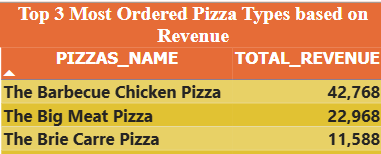 Top 3 Most Ordered Pizza Types based on
Revenue
PIZZAS_NAME TOTAL_REVENUE
The Barbecue Chicken Pizza 42,768
The Big Meat Pizza 22,968
The Brie Carre Pizza 11,588